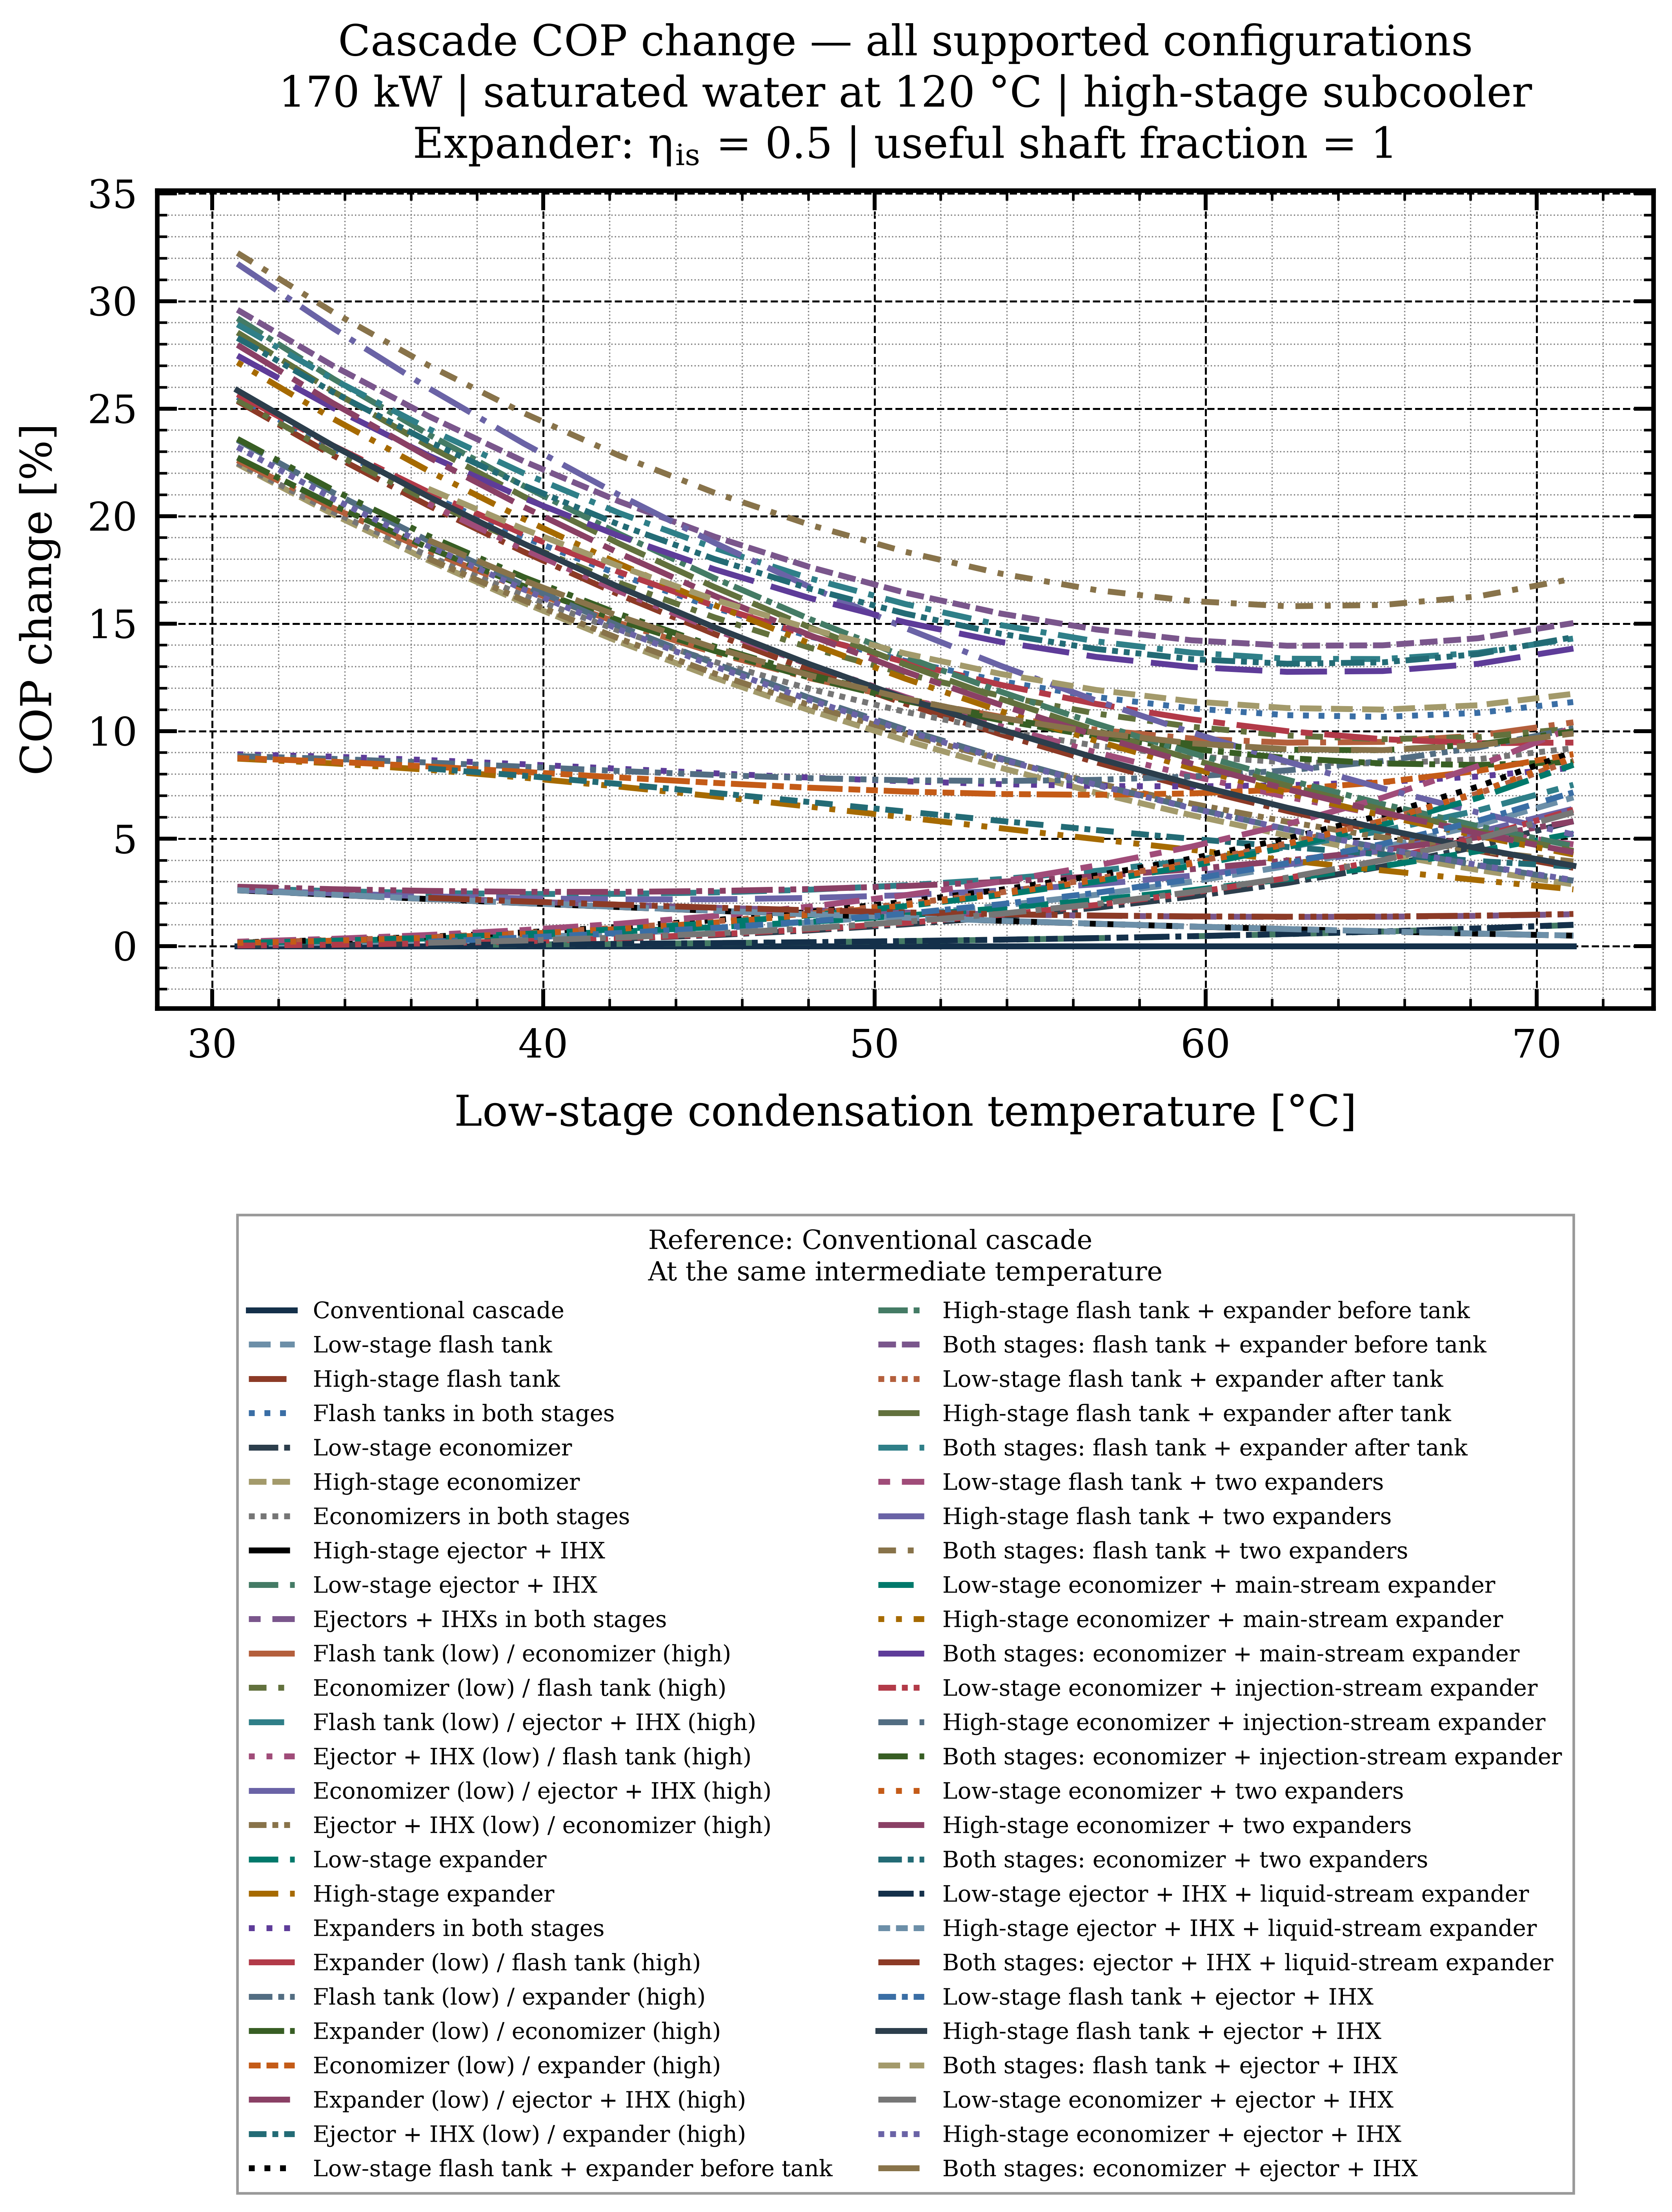 Cascade COP change — all supported configurations
170 kW | saturated water at 120 °C | high-stage subcooler
Expander: ηis = 0.5 | useful shaft fraction = 1
35
30
25
20
15
10
5
0
COP change [%]
30 40 50 60 70
Low-stage condensation temperature [°C]
Reference: Conventional cascade
At the same intermediate temperature
Conventional cascade
Low-stage flash tank
High-stage flash tank
Flash tanks in both stages
Low-stage economizer
High-stage economizer
Economizers in both stages
High-stage ejector + IHX
Low-stage ejector + IHX
Ejectors + IHXs in both stages
Flash tank (low) / economizer (high)
Economizer (low) / flash tank (high)
Flash tank (low) / ejector + IHX (high)
Ejector + IHX (low) / flash tank (high)
Economizer (low) / ejector + IHX (high)
Ejector + IHX (low) / economizer (high)
Low-stage expander
High-stage expander
Expanders in both stages
Expander (low) / flash tank (high)
Flash tank (low) / expander (high)
Expander (low) / economizer (high)
Economizer (low) / expander (high)
Expander (low) / ejector + IHX (high)
Ejector + IHX (low) / expander (high)
Low-stage flash tank + expander before tank
High-stage flash tank + expander before tank
Both stages: flash tank + expander before tank
Low-stage flash tank + expander after tank
High-stage flash tank + expander after tank
Both stages: flash tank + expander after tank
Low-stage flash tank + two expanders
High-stage flash tank + two expanders
Both stages: flash tank + two expanders
Low-stage economizer + main-stream expander
High-stage economizer + main-stream expander
Both stages: economizer + main-stream expander
Low-stage economizer + injection-stream expander
High-stage economizer + injection-stream expander
Both stages: economizer + injection-stream expander
Low-stage economizer + two expanders
High-stage economizer + two expanders
Both stages: economizer + two expanders
Low-stage ejector + IHX + liquid-stream expander
High-stage ejector + IHX + liquid-stream expander
Both stages: ejector + IHX + liquid-stream expander
Low-stage flash tank + ejector + IHX
High-stage flash tank + ejector + IHX
Both stages: flash tank + ejector + IHX
Low-stage economizer + ejector + IHX
High-stage economizer + ejector + IHX
Both stages: economizer + ejector + IHX